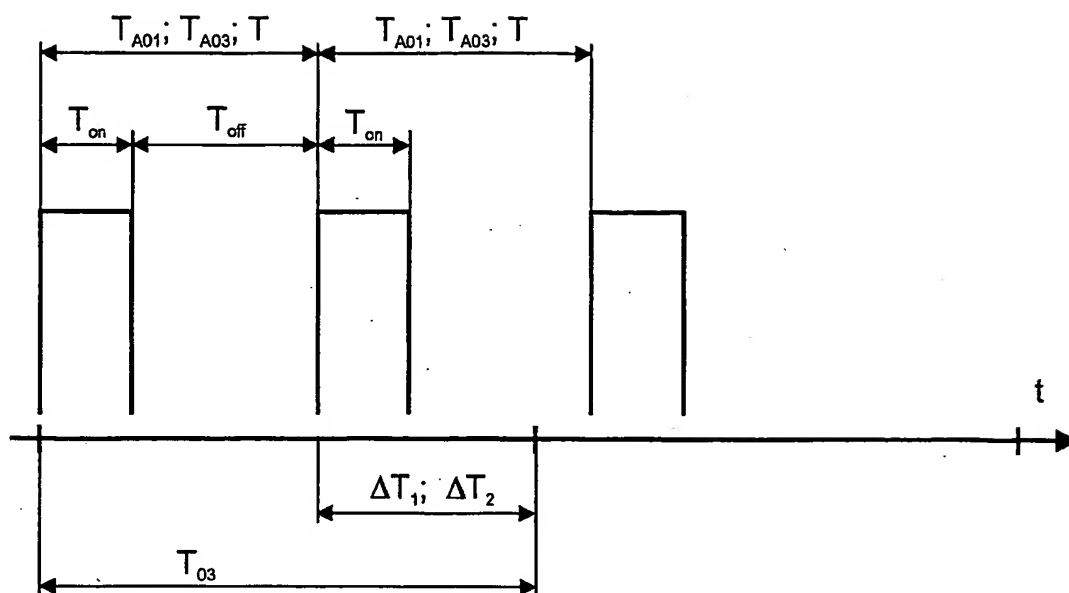 T_A01; T_A03; T T_A01; T_A03; T
T_on T_off T_on
t
ΔT_1; ΔT_2
T_03